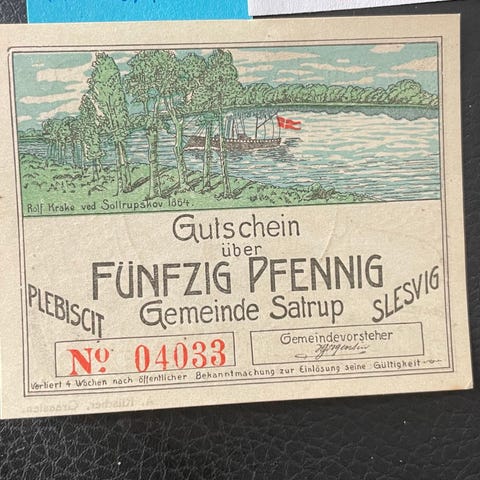 Rolf Krake ved Sottrupskov 1864.
Gutschein
über
FÜNFZIG PFENNIG
PLEBISCIT Gemeinde Satrup SLESVIG
Nº 04033
Gemeindevorsteher
Verliert 4 Wochen nach öffentlicher Bekanntmachung zur Einlösung seine Gültigkeit